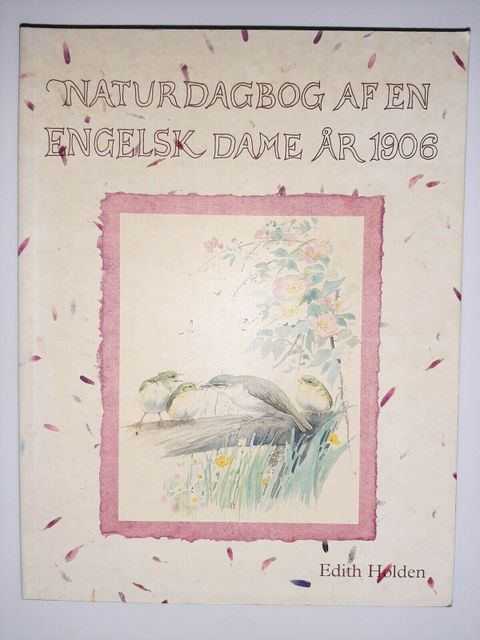 NATURDAGBOG AF EN
ENGELSK DAME ÅR 1906
Edith Holden